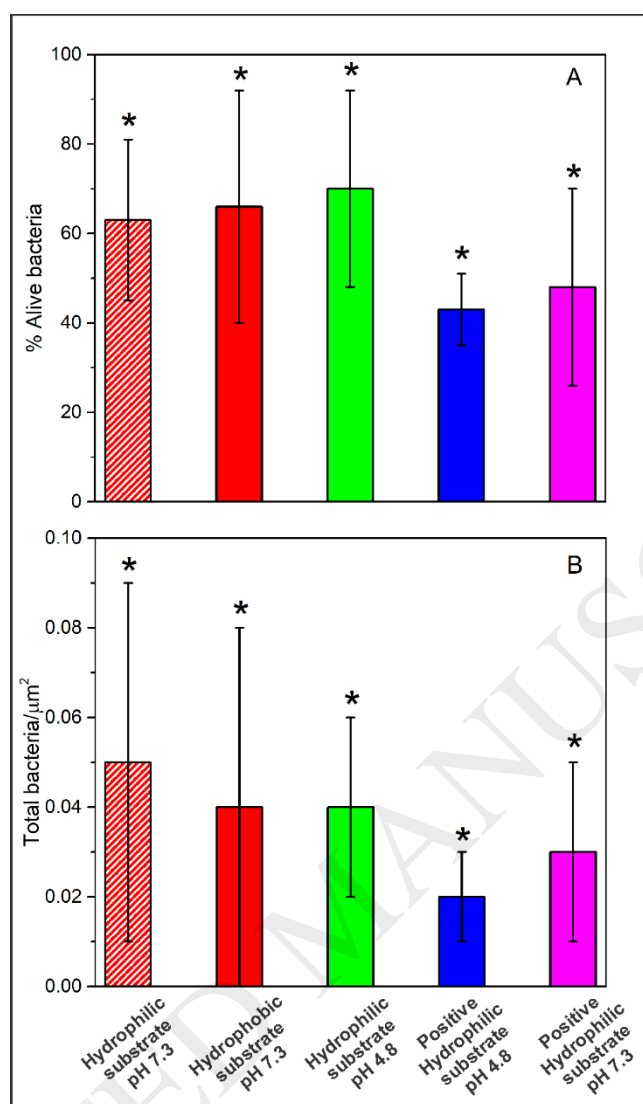 100
80
60
40
20
0
% Alive bacteria
A
*
*
*
*
*
0.10
0.08
0.06
0.04
0.02
0.00
Total bacteria/μm²
B
*
*
*
*
*
Hydrophilic
substrate
pH 7.3
Hydrophobic
substrate
pH 7.3
Hydrophilic
substrate
pH 4.8
Positive
Hydrophilic
substrate
pH 4.8
Positive
Hydrophilic
substrate
pH 7.3
TED MANUS